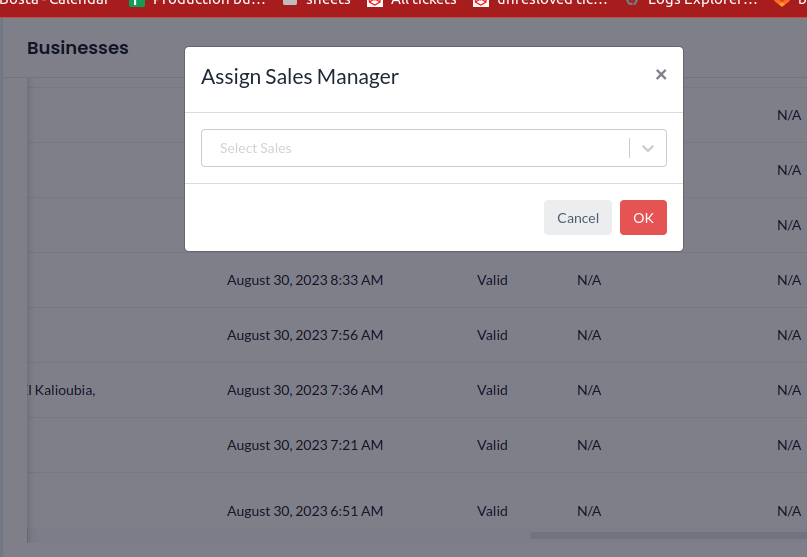 Bosta - Calendar Production Bu... sheets All tickets unresloved tic... Logs Explorer...
Businesses
Assign Sales Manager ×
N/A
Select Sales
N/A
Cancel OK
N/A
August 30, 2023 8:33 AM Valid N/A N/A
August 30, 2023 7:56 AM Valid N/A N/A
Kalioubia, August 30, 2023 7:36 AM Valid N/A N/A
August 30, 2023 7:21 AM Valid N/A N/A
August 30, 2023 6:51 AM Valid N/A N/A